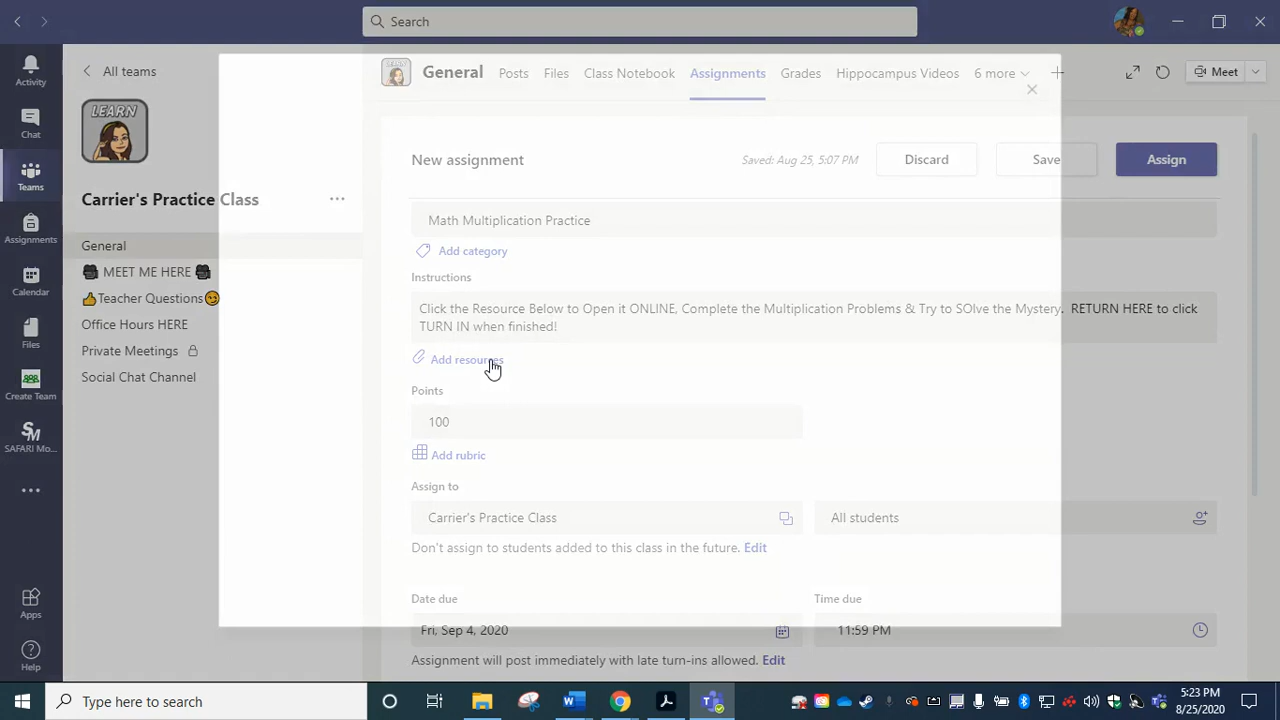 Search
Activity
Chat
Teams
Assignments
Calendar
Files
Create Team
SAFARI Mo...
Apps
Help
All teams
LEARN
Carrier's Practice Class
General
MEET ME HERE
Teacher Questions
Office Hours HERE
Private Meetings
Social Chat Channel
General Posts Files Class Notebook Assignments Grades Hippocampus Videos 6 more
Meet
New assignment
Saved: Aug 25, 5:07 PM
Discard
Save
Assign
Math Multiplication Practice
Add category
Instructions
Click the Resource Below to Open it ONLINE, Complete the Multiplication Problems & Try to SOlve the Mystery. RETURN HERE to click
TURN IN when finished!
Add resources
Points
100
Add rubric
Assign to
Carrier's Practice Class
All students
Don't assign to students added to this class in the future. Edit
Date due
Time due
Fri, Sep 4, 2020
11:59 PM
Assignment will post immediately with late turn-ins allowed. Edit
Type here to search
5:23 PM
8/25/2020